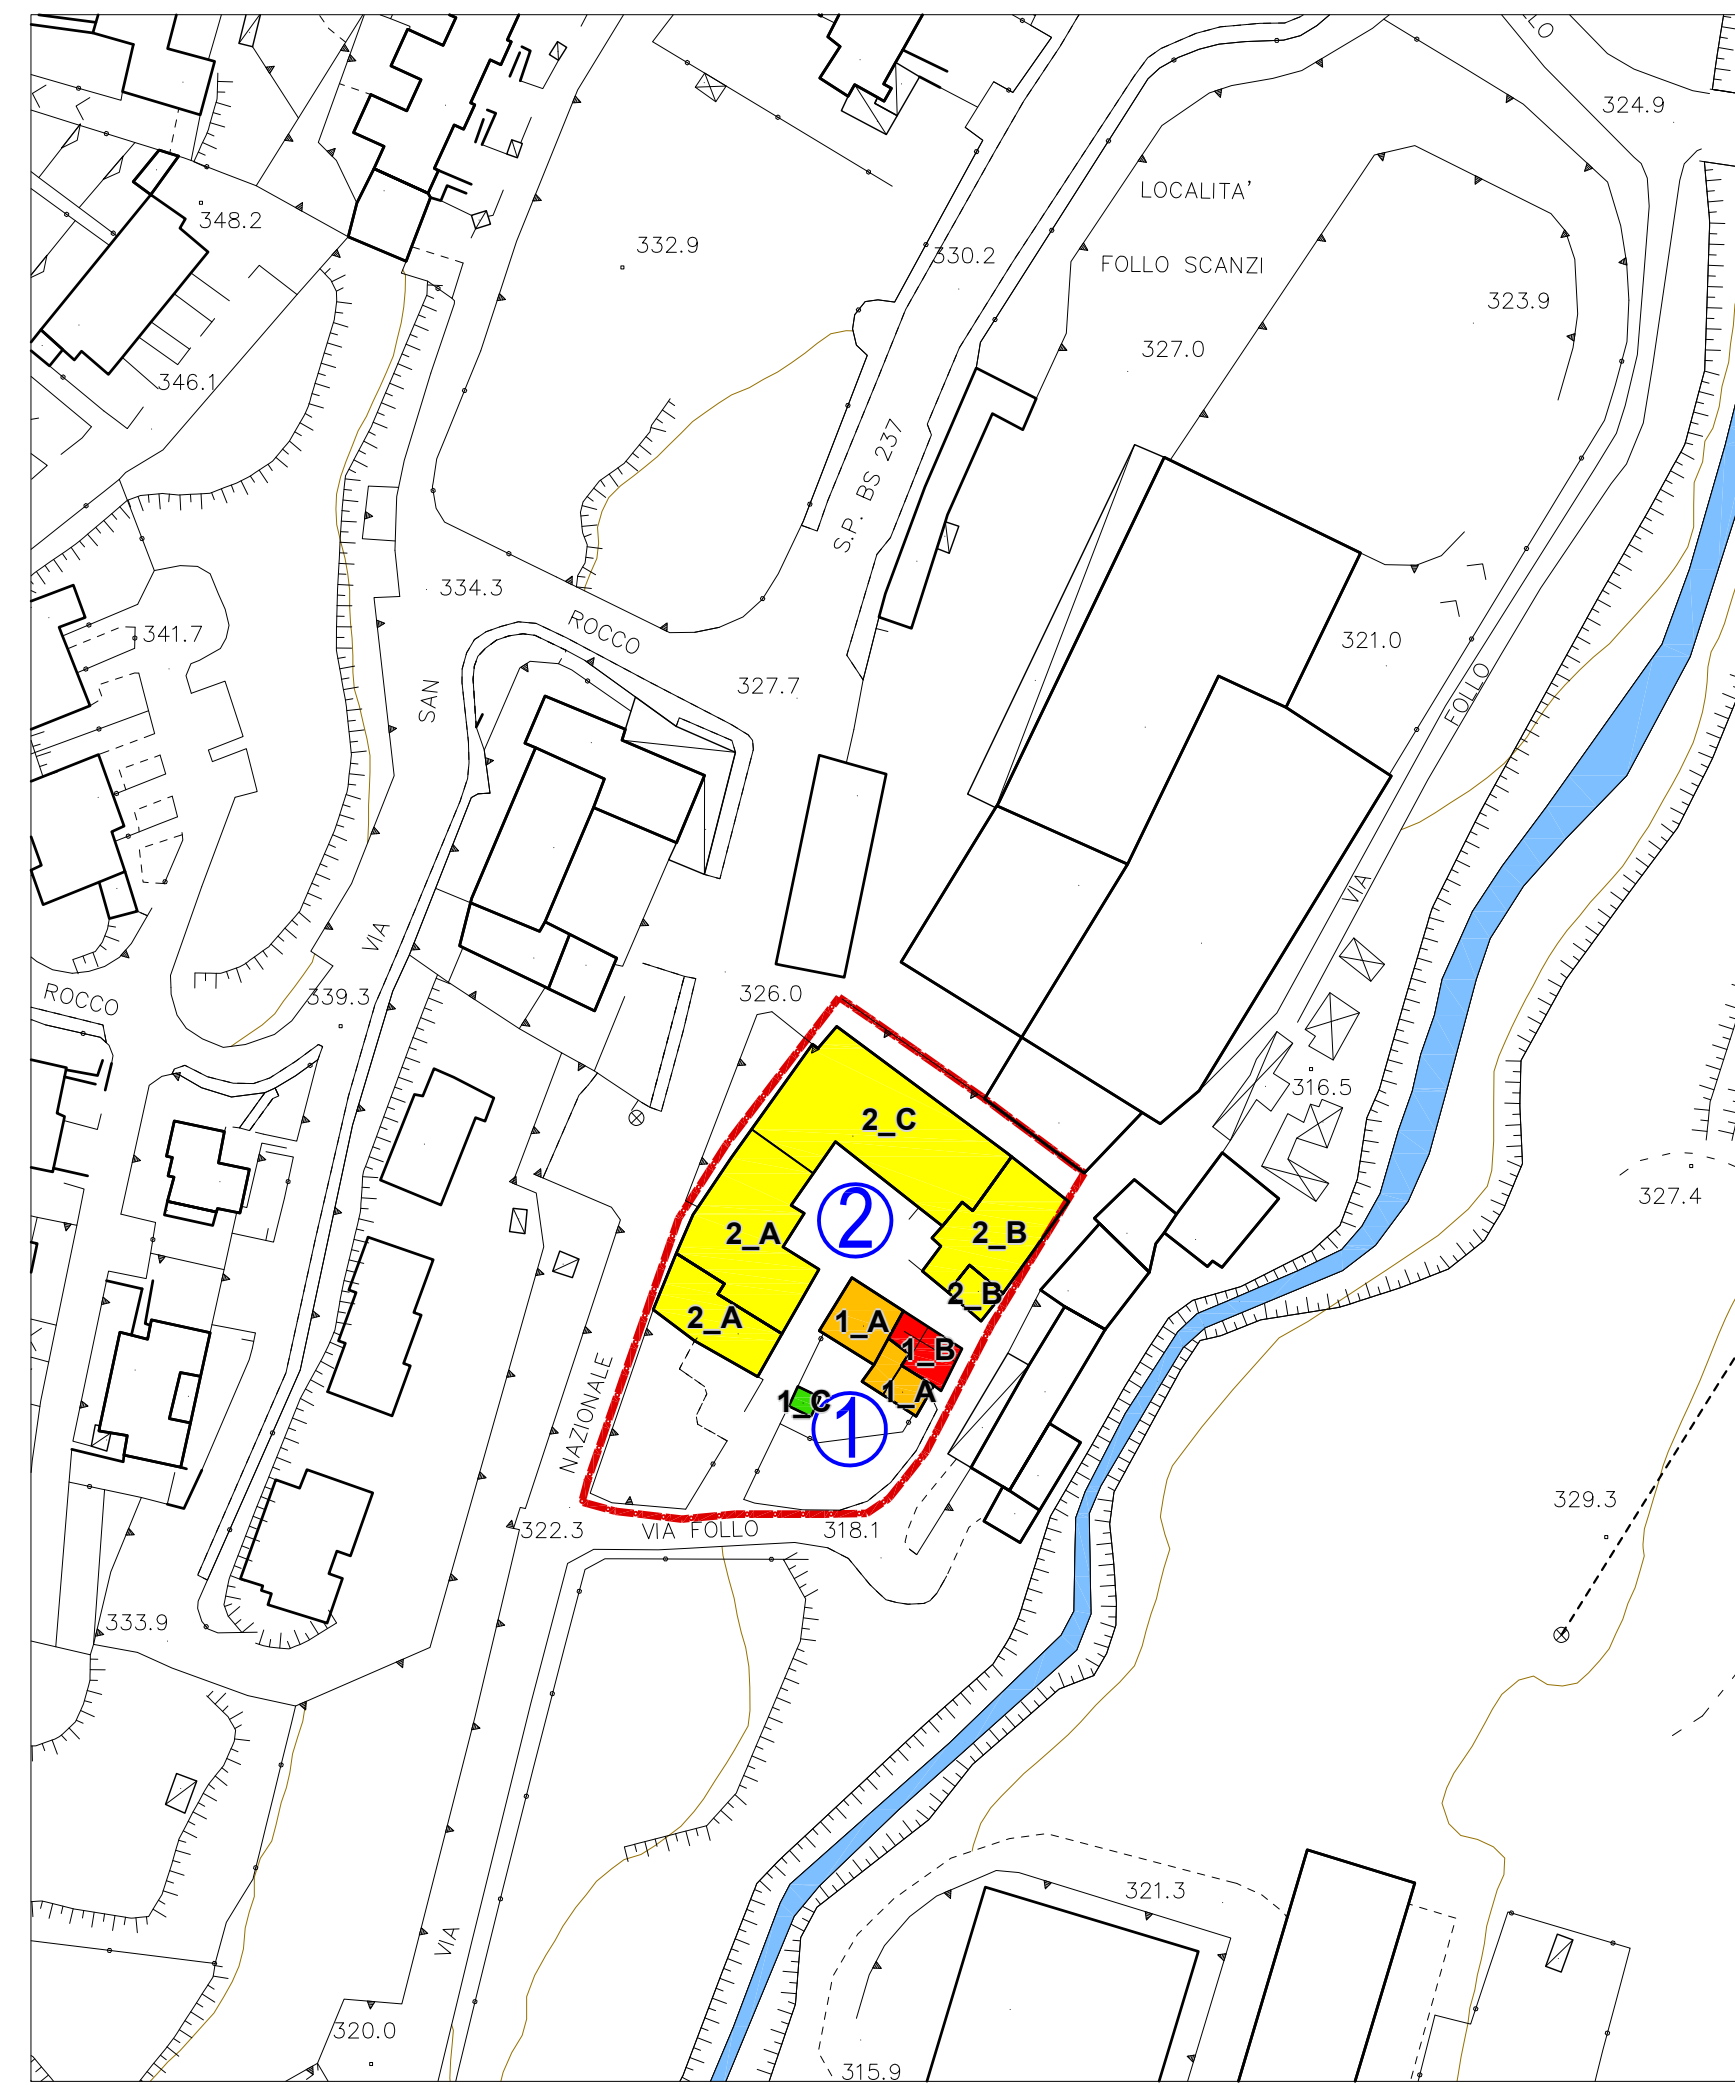 LLO
324.9
LOCALITA'
348.2
332.9
330.2
FOLLO SCANZI
323.9
327.0
346.1
S.P. BS 237
334.3
ROCCO
341.7
321.0
327.7
SAN
FOLLO
VIA
VIA
326.0
ROCCO
339.3
316.5
2_C
327.4
2
2_A
2_B
2_B
2_A
1_A
1_B
1_A
1_C
1
NAZIONALE
329.3
322.3
VIA FOLLO
318.1
333.9
321.3
VIA
320.0
315.9